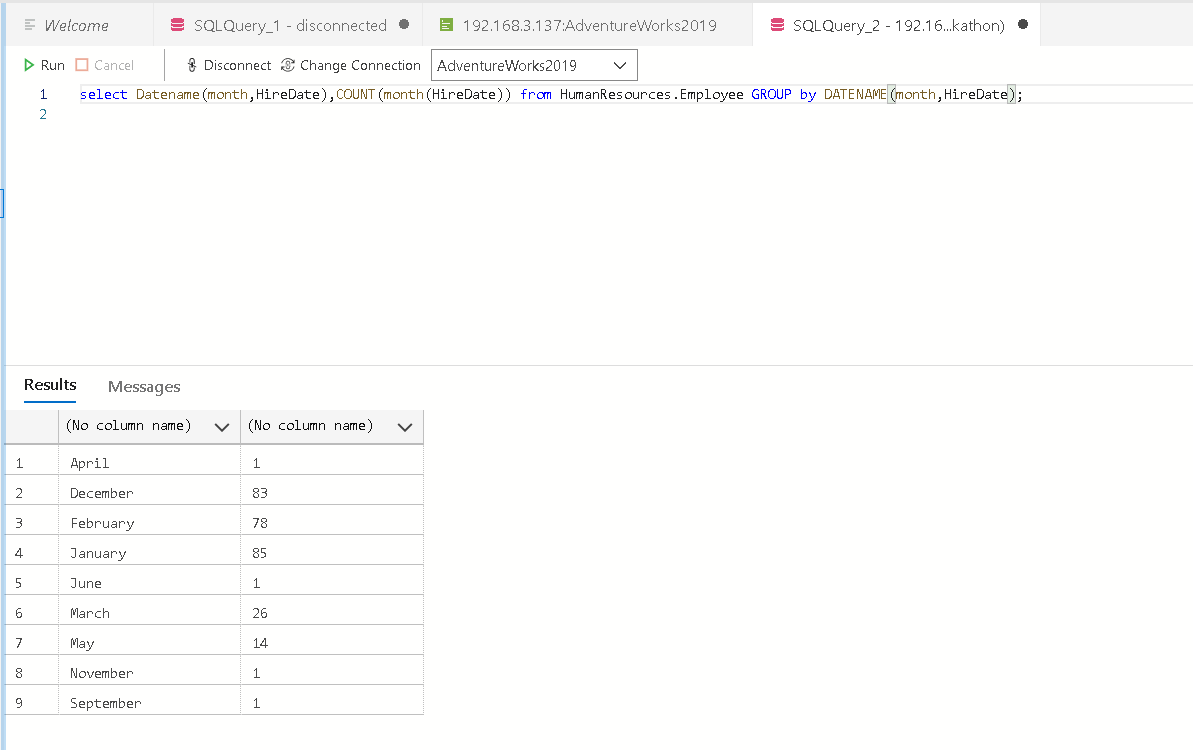 Welcome SQLQuery_1 - disconnected 192.168.3.137:AdventureWorks2019 SQLQuery_2 - 192.16...kathon)
Run Cancel Disconnect Change Connection AdventureWorks2019
1 select Datename(month,HireDate),COUNT(month(HireDate)) from HumanResources.Employee GROUP by DATENAME(month,HireDate);
2
Results Messages
(No column name) (No column name)
1 April 1
2 December 83
3 February 78
4 January 85
5 June 1
6 March 26
7 May 14
8 November 1
9 September 1